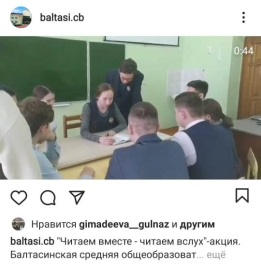 baltasi.cb
0:44
Нравится gimadeeva__gulnaz и другим
baltasi.cb "Читаем вместе - читаем вслух"-акция.
Балтасинская средняя общеобразоват... ещё